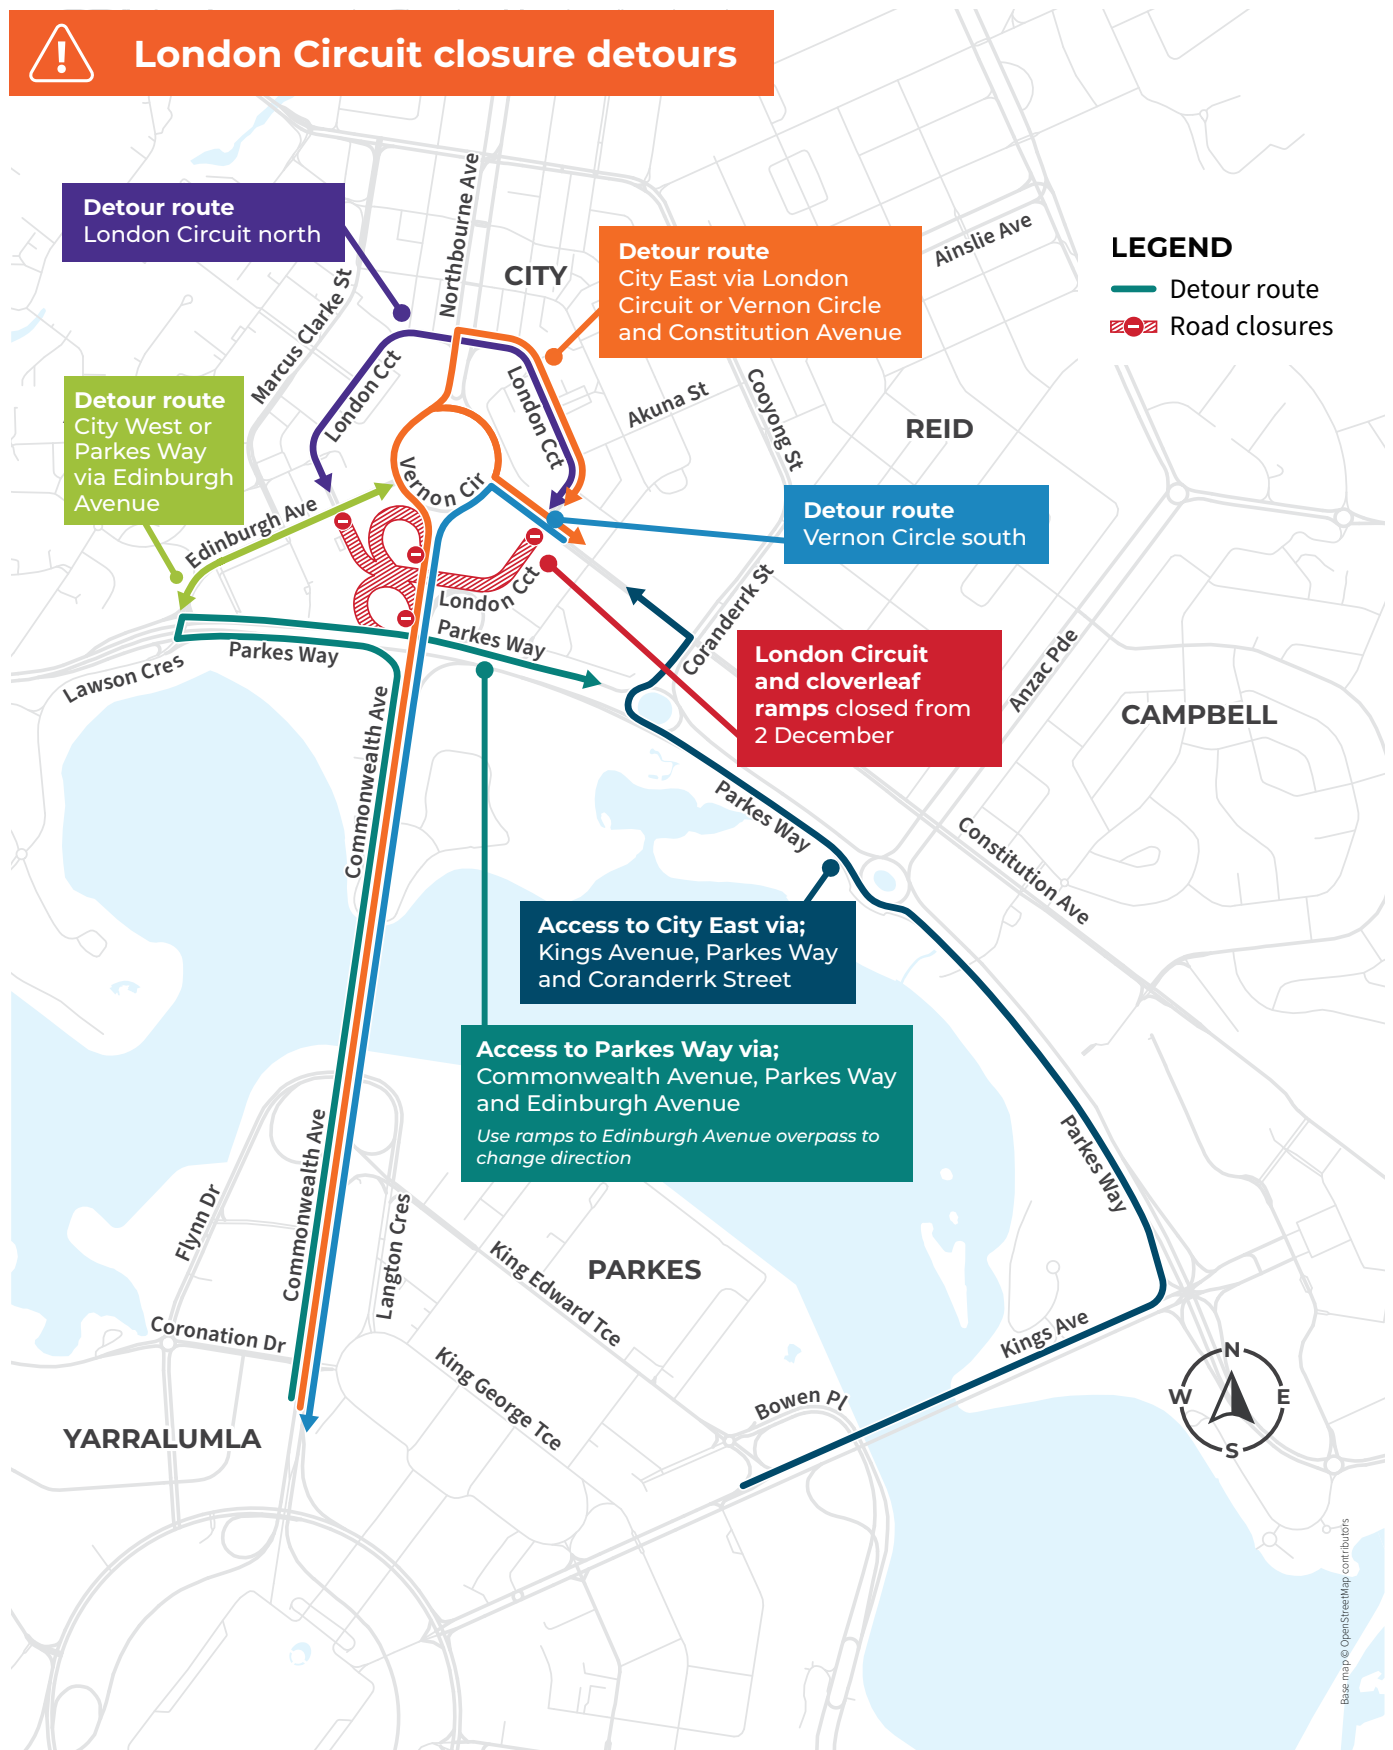 London Circuit closure detours
Detour route
London Circuit north
Northbourne Ave
CITY
Detour route
City East via London
Circuit or Vernon Circle
and Constitution Avenue
Ainslie Ave
LEGEND
Detour route
Road closures
Marcus Clarke St
London Cct
London Cct
Akuna St
Cooyong St
REID
Detour route
City West or
Parkes Way
via Edinburgh
Avenue
Vernon Cir
Edinburgh Ave
Detour route
Vernon Circle south
London Cct
Coranderrk St
Parkes Way
Parkes Way
Lawson Cres
London Circuit
and cloverleaf
ramps closed from
2 December
Anzac Pde
CAMPBELL
Commonwealth Ave
Parkes Way
Constitution Ave
Access to City East via;
Kings Avenue, Parkes Way
and Coranderrk Street
Access to Parkes Way via;
Commonwealth Avenue, Parkes Way
and Edinburgh Avenue
Use ramps to Edinburgh Avenue overpass to
change direction
Commonwealth Ave
Parkes Way
Flynn Dr
Langton Cres
King Edward Tce
PARKES
Coronation Dr
King George Tce
Kings Ave
Bowen Pl
YARRALUMLA
N
W
E
S
Base map © OpenStreetMap contributors